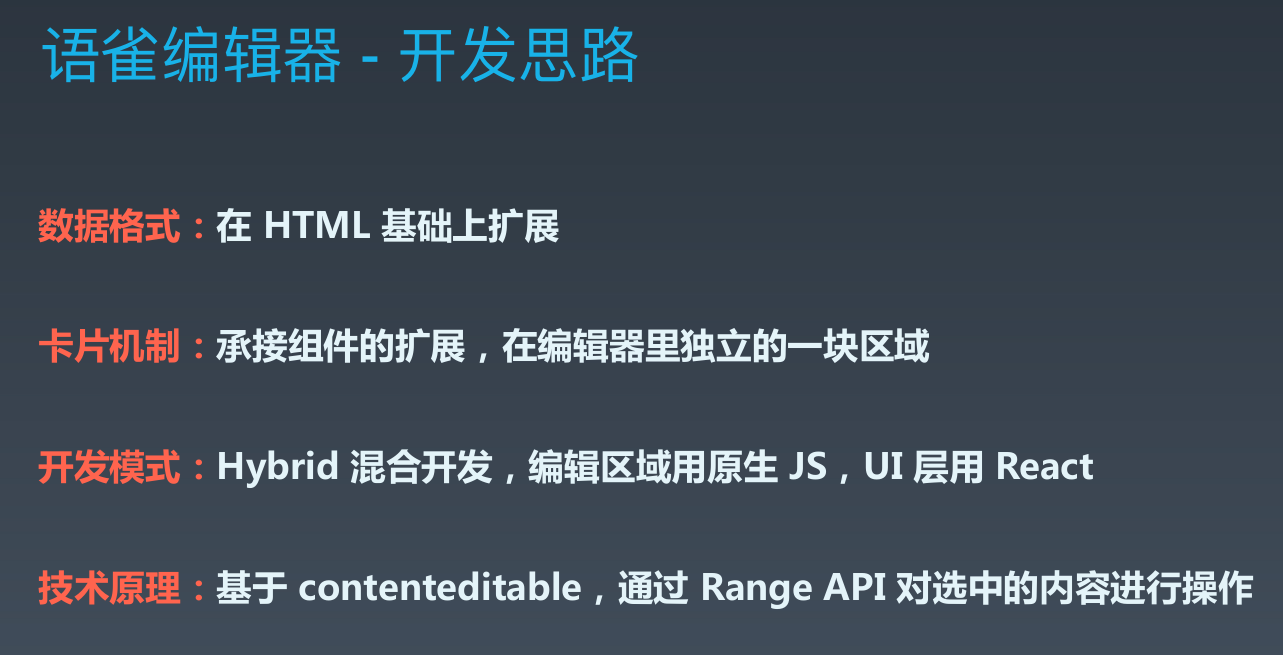 语雀编辑器 - 开发思路
数据格式：在 HTML 基础上扩展
卡片机制：承接组件的扩展，在编辑器里独立的一块区域
开发模式：Hybrid 混合开发，编辑区域用原生 JS，UI 层用 React
技术原理：基于 contenteditable，通过 Range API 对选中的内容进行操作